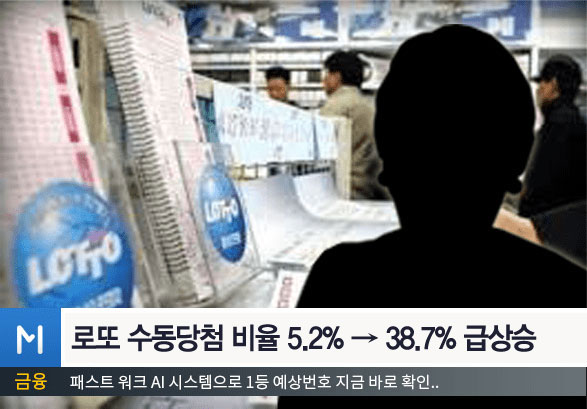 LOTTO
LOTTO
M
로또 수동당첨 비율 5.2% → 38.7% 급상승
금융 패스트 워크 AI 시스템으로 1등 예상번호 지금 바로 확인..